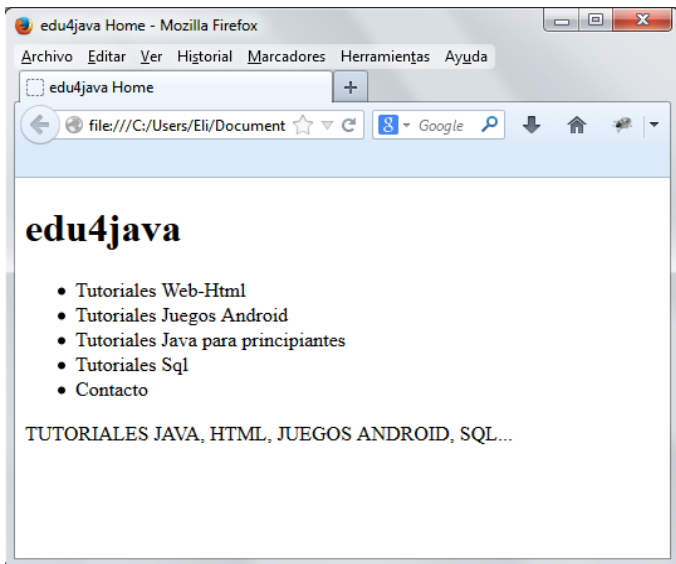 edu4java Home - Mozilla Firefox
Archivo Editar Ver Historial Marcadores Herramientas Ayuda
edu4java Home +
file:///C:/Users/Eli/Document 8 Google
edu4java
• Tutoriales Web-Html
• Tutoriales Juegos Android
• Tutoriales Java para principiantes
• Tutoriales Sql
• Contacto
TUTORIALES JAVA, HTML, JUEGOS ANDROID, SQL...